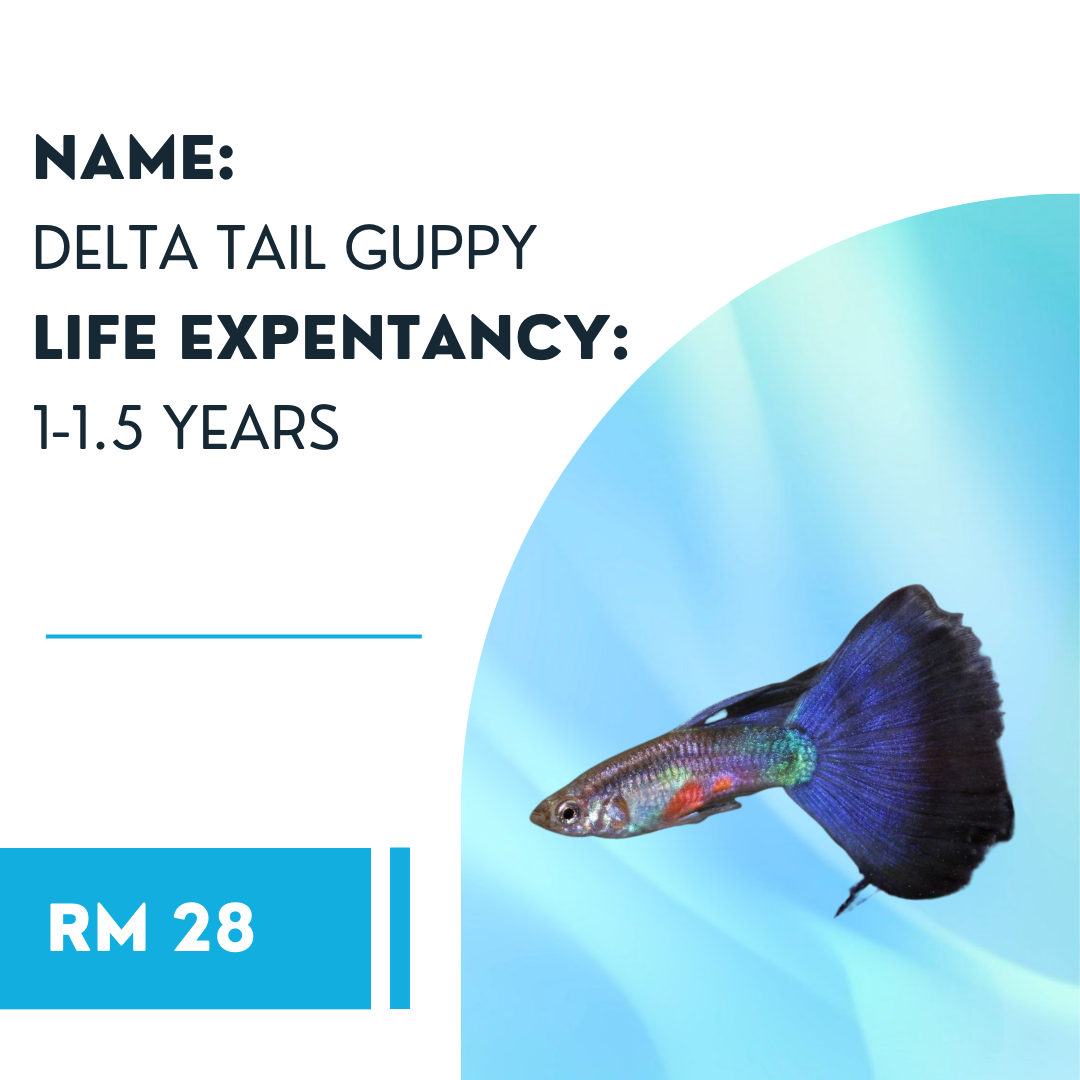 NAME:
DELTA TAIL GUPPY
LIFE EXPENTANCY:
1-1.5 YEARS
RM 28